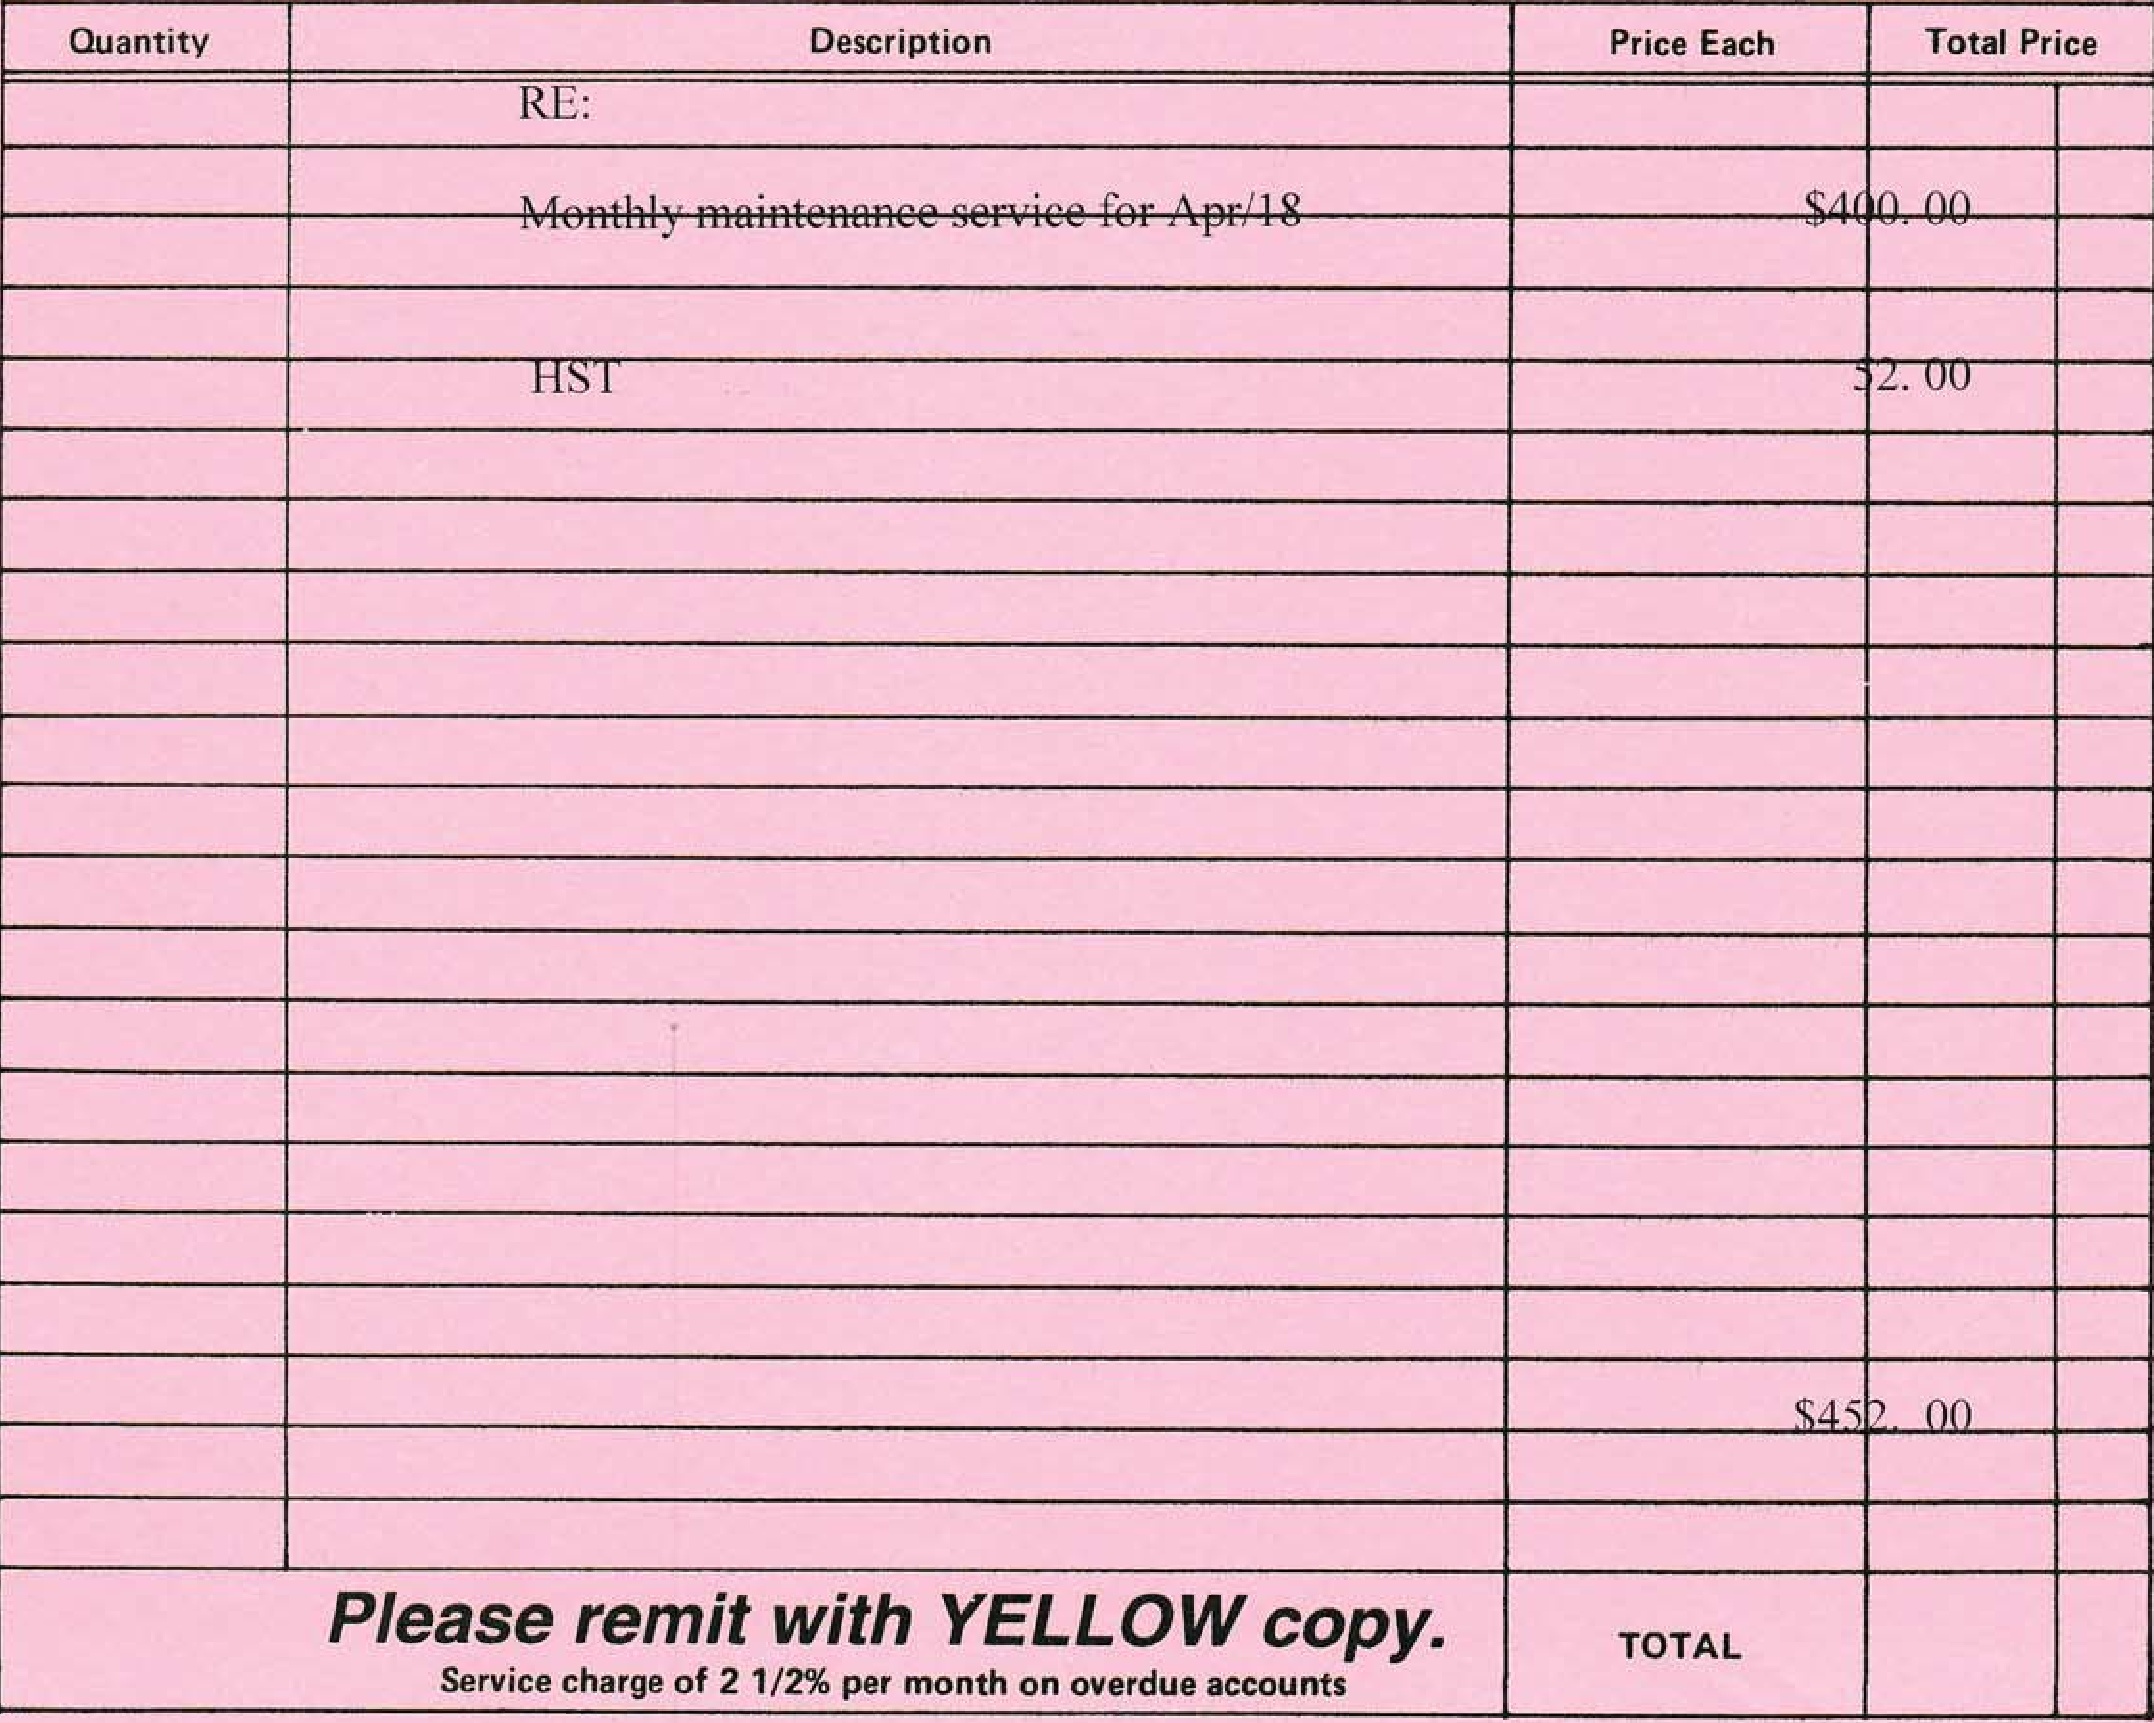 Quantity Description Price Each Total Price
RE:
Monthly maintenance service for Apr/18 $400. 00
HST 52. 00
$452. 00
Please remit with YELLOW copy.
Service charge of 2 1/2% per month on overdue accounts
TOTAL